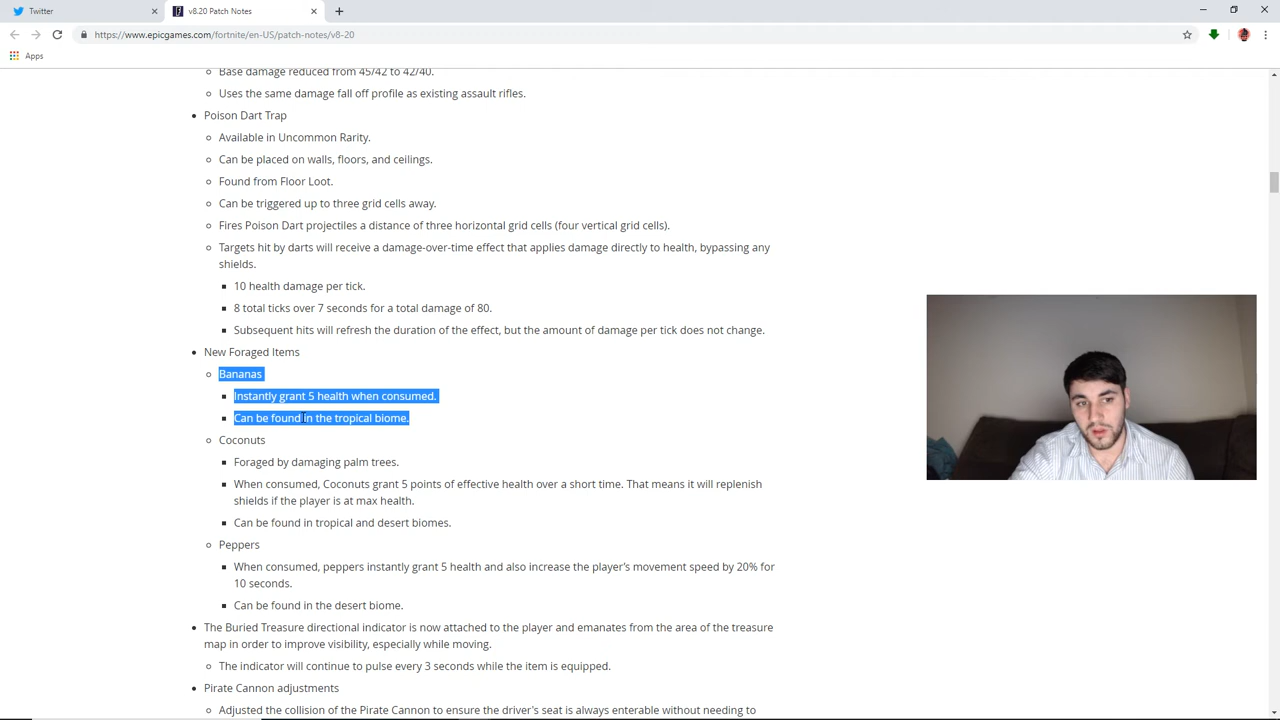 Twitter
v8.20 Patch Notes
https://www.epicgames.com/fortnite/en-US/patch-notes/v8-20
Apps
Base damage reduced from 45/42 to 42/40.
Uses the same damage fall off profile as existing assault rifles.
Poison Dart Trap
Available in Uncommon Rarity.
Can be placed on walls, floors, and ceilings.
Found from Floor Loot.
Can be triggered up to three grid cells away.
Fires Poison Dart projectiles a distance of three horizontal grid cells (four vertical grid cells).
Targets hit by darts will receive a damage-over-time effect that applies damage directly to health, bypassing any
shields.
10 health damage per tick.
8 total ticks over 7 seconds for a total damage of 80.
Subsequent hits will refresh the duration of the effect, but the amount of damage per tick does not change.
New Foraged Items
Bananas
Instantly grant 5 health when consumed.
Can be found in the tropical biome.
Coconuts
Foraged by damaging palm trees.
When consumed, Coconuts grant 5 points of effective health over a short time. That means it will replenish
shields if the player is at max health.
Can be found in tropical and desert biomes.
Peppers
When consumed, peppers instantly grant 5 health and also increase the player's movement speed by 20% for
10 seconds.
Can be found in the desert biome.
The Buried Treasure directional indicator is now attached to the player and emanates from the area of the treasure
map in order to improve visibility, especially while moving.
The indicator will continue to pulse every 3 seconds while the item is equipped.
Pirate Cannon adjustments
Adjusted the collision of the Pirate Cannon to ensure the driver's seat is always enterable without needing to